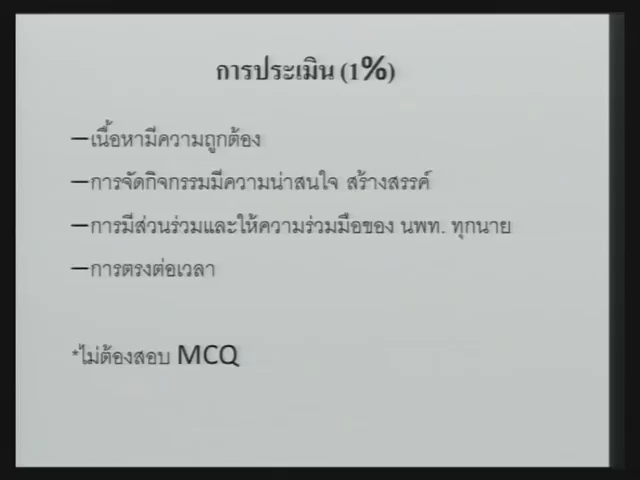 การประเมิน (1%)
–เนื้อหามีความถูกต้อง
–การจัดกิจกรรมมีความน่าสนใจ สร้างสรรค์
–การมีส่วนร่วมและให้ความร่วมมือของ นพท. ทุกนาย
–การตรงต่อเวลา
*ไม่ต้องสอบ MCQ